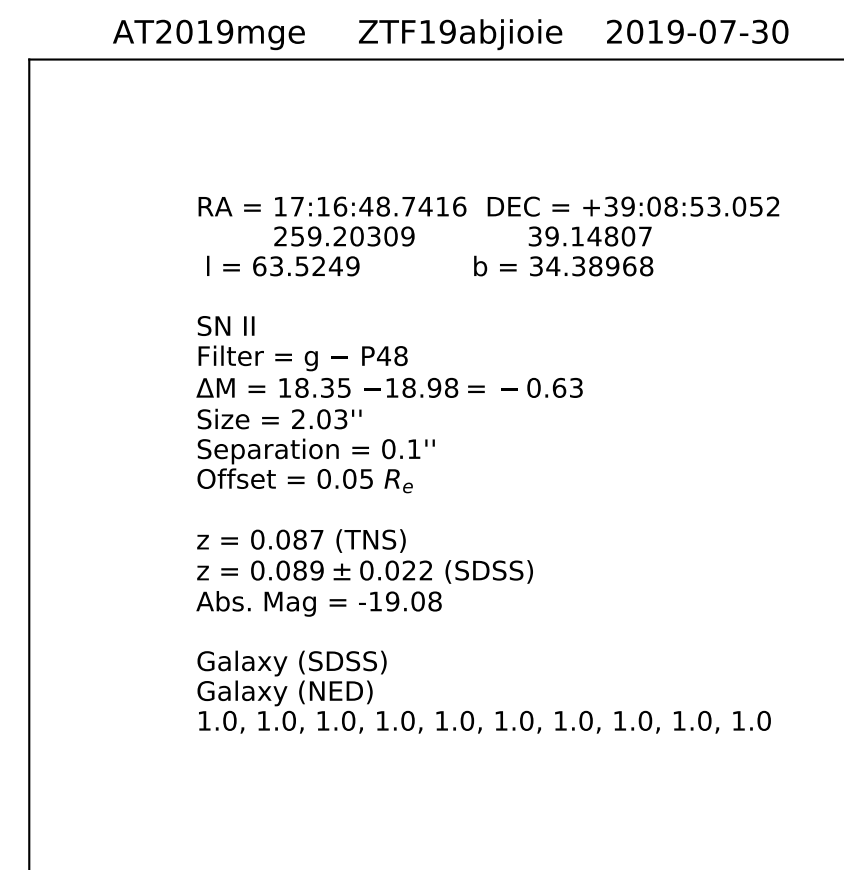 AT2019mge ZTF19abjioie 2019-07-30
RA = 17:16:48.7416 DEC = +39:08:53.052
259.20309 39.14807
l = 63.5249 b = 34.38968
SN II
Filter = g − P48
ΔM = 18.35 −18.98 = −0.63
Size = 2.03''
Separation = 0.1''
Offset = 0.05 Rₑ
z = 0.087 (TNS)
z = 0.089 ± 0.022 (SDSS)
Abs. Mag = -19.08
Galaxy (SDSS)
Galaxy (NED)
1.0, 1.0, 1.0, 1.0, 1.0, 1.0, 1.0, 1.0, 1.0, 1.0